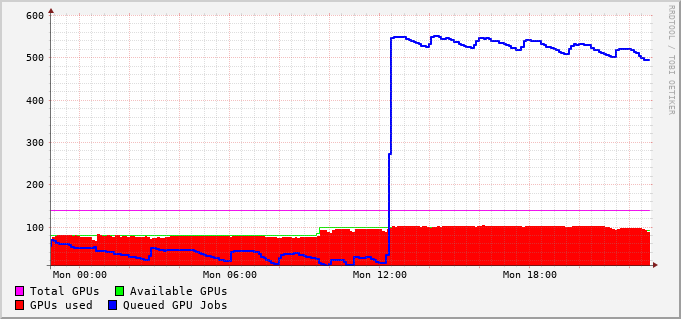 600
500
400
300
200
100
Mon 00:00 Mon 06:00 Mon 12:00 Mon 18:00
Total GPUs Available GPUs
GPUs used Queued GPU Jobs
RRDTOOL / TOBI OETIKER